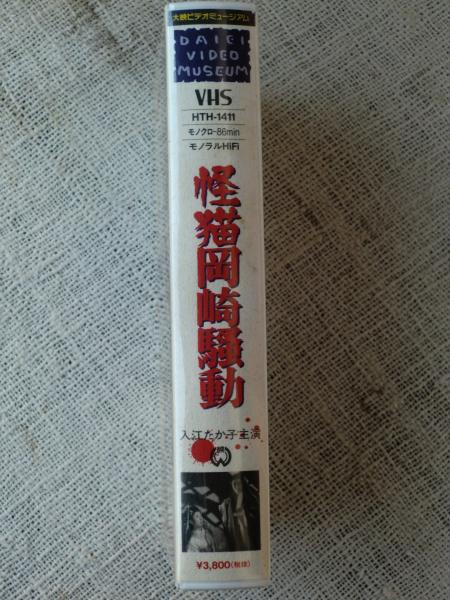 大映ビデオミュージアム
DAIEI
VIDEO
MUSEUM
VHS
HTH-1411
モノクロ-86min
モノラルHiFi
怪猫岡崎騒動
入江たか子主演
¥3,800(税抜)